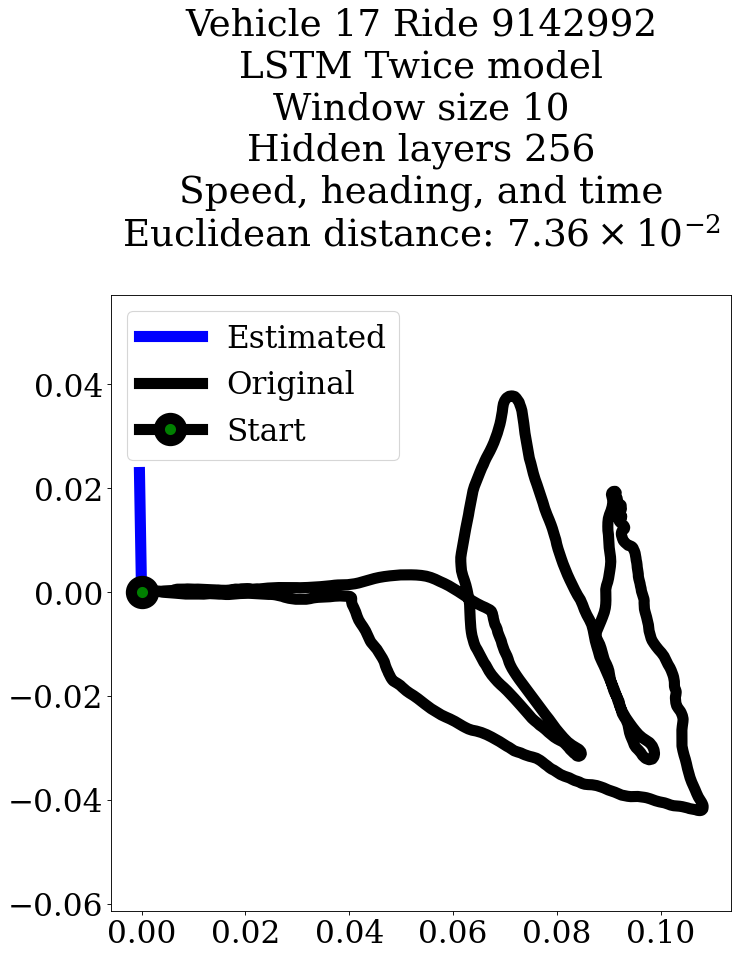 Vehicle 17 Ride 9142992
LSTM Twice model
Window size 10
Hidden layers 256
Speed, heading, and time
Euclidean distance: 7.36 × 10⁻²
Estimated
Original
Start
0.04
0.02
0.00
−0.02
−0.04
−0.06
0.00 0.02 0.04 0.06 0.08 0.10